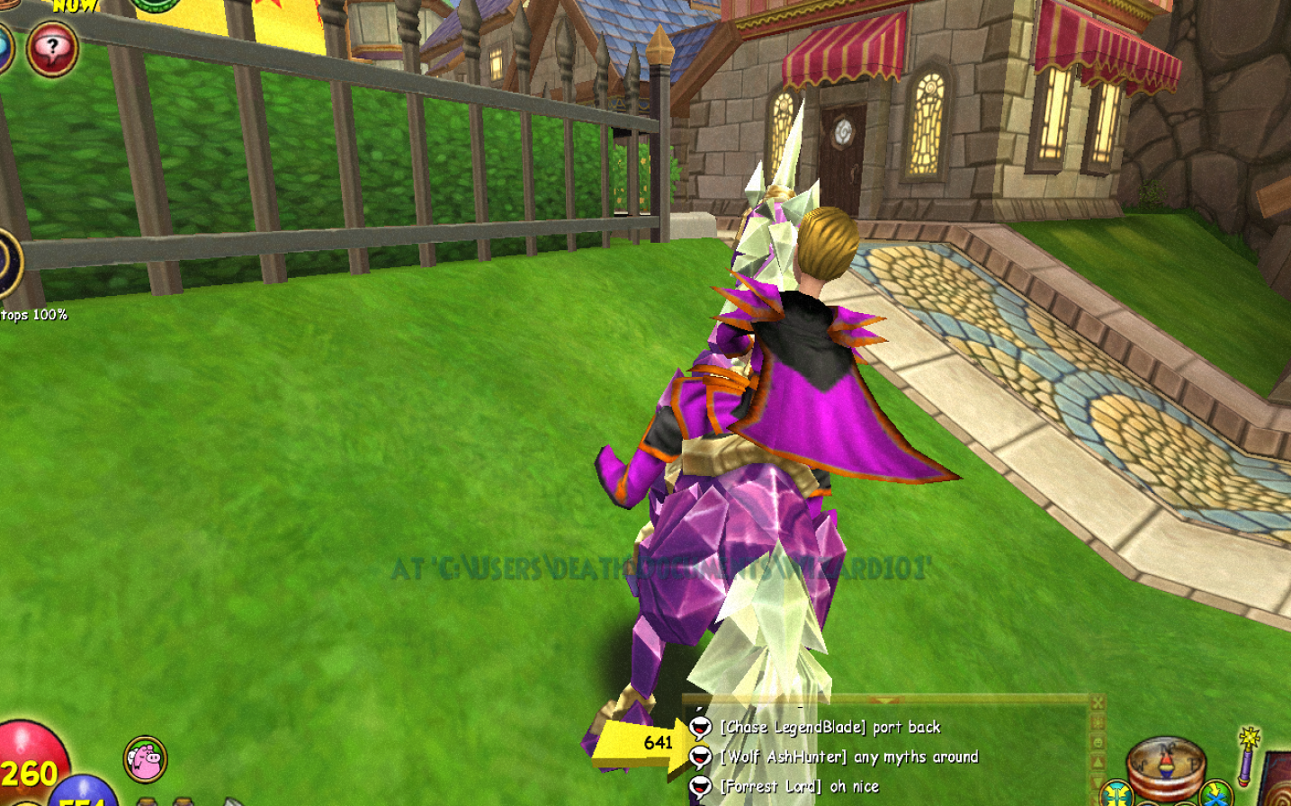 NOW
?
tops 100%
AT 'C:\USERS\DEATH\DOCUMENTS\WIZARD101'
641
[Chase LegendBlade] port back
[Wolf AshHunter] any myths around
[Forrest Lord] oh nice
260
554
N